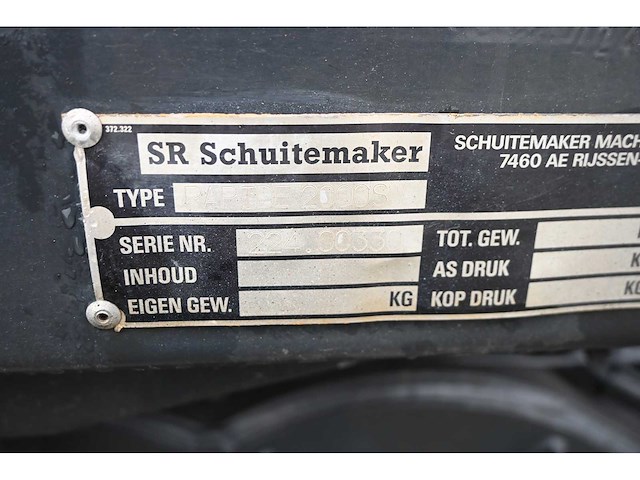 372.322
SR Schuitemaker
SCHUITEMAKER MACH
7460 AE RIJSSEN-
TYPE
SERIE NR.
INHOUD
EIGEN GEW. KG
TOT. GEW.
AS DRUK K
KOP DRUK KG